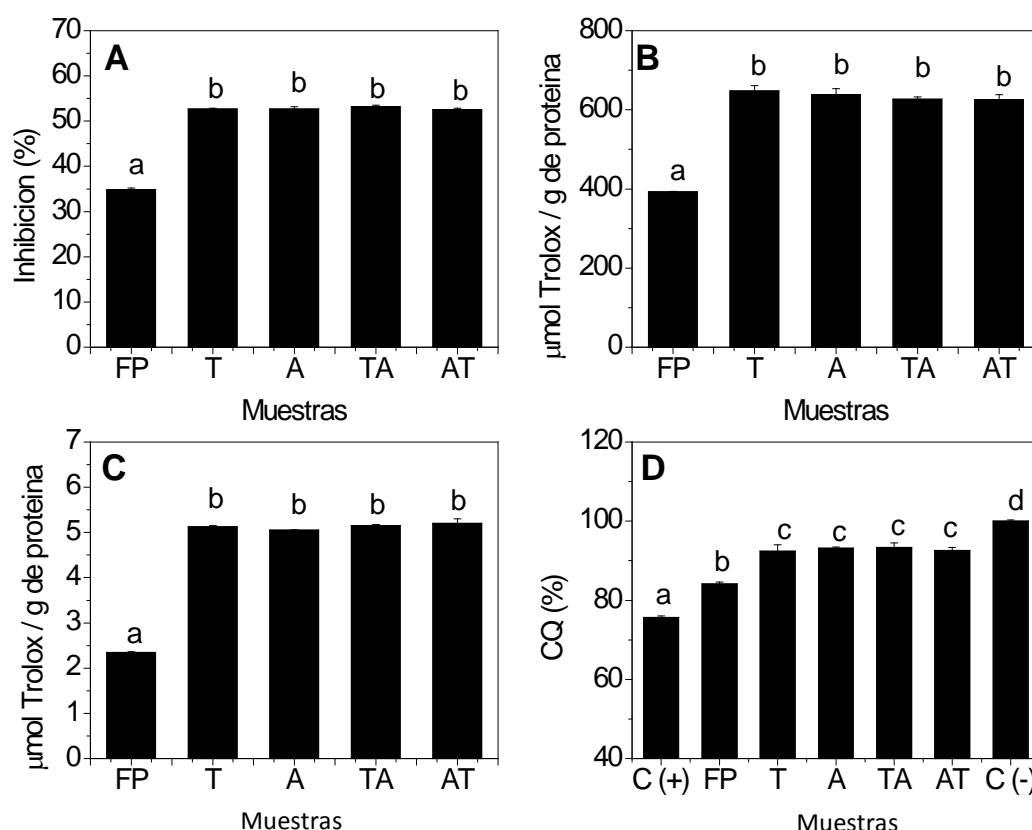 A
Inhibicion (%)
70
60
50
40
30
20
10
0
a
b
b
b
b
FP T A TA AT
Muestras
B
µmol Trolox / g de proteina
800
600
400
200
0
a
b
b
b
b
FP T A TA AT
Muestras
C
µmol Trolox / g de proteina
7
6
5
4
3
2
1
0
a
b
b
b
b
FP T A TA AT
Muestras
D
CQ (%)
120
100
80
60
40
a
b
c
c
c
c
d
C (+) FP T A TA AT C (-)
Muestras